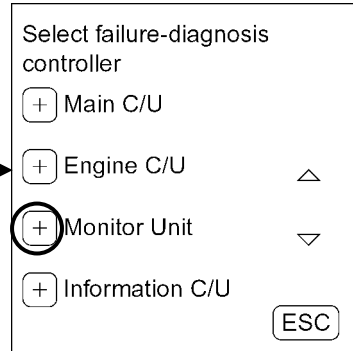 Select failure-diagnosis
controller
+ Main C/U
+ Engine C/U
+ Monitor Unit
+ Information C/U
ESC